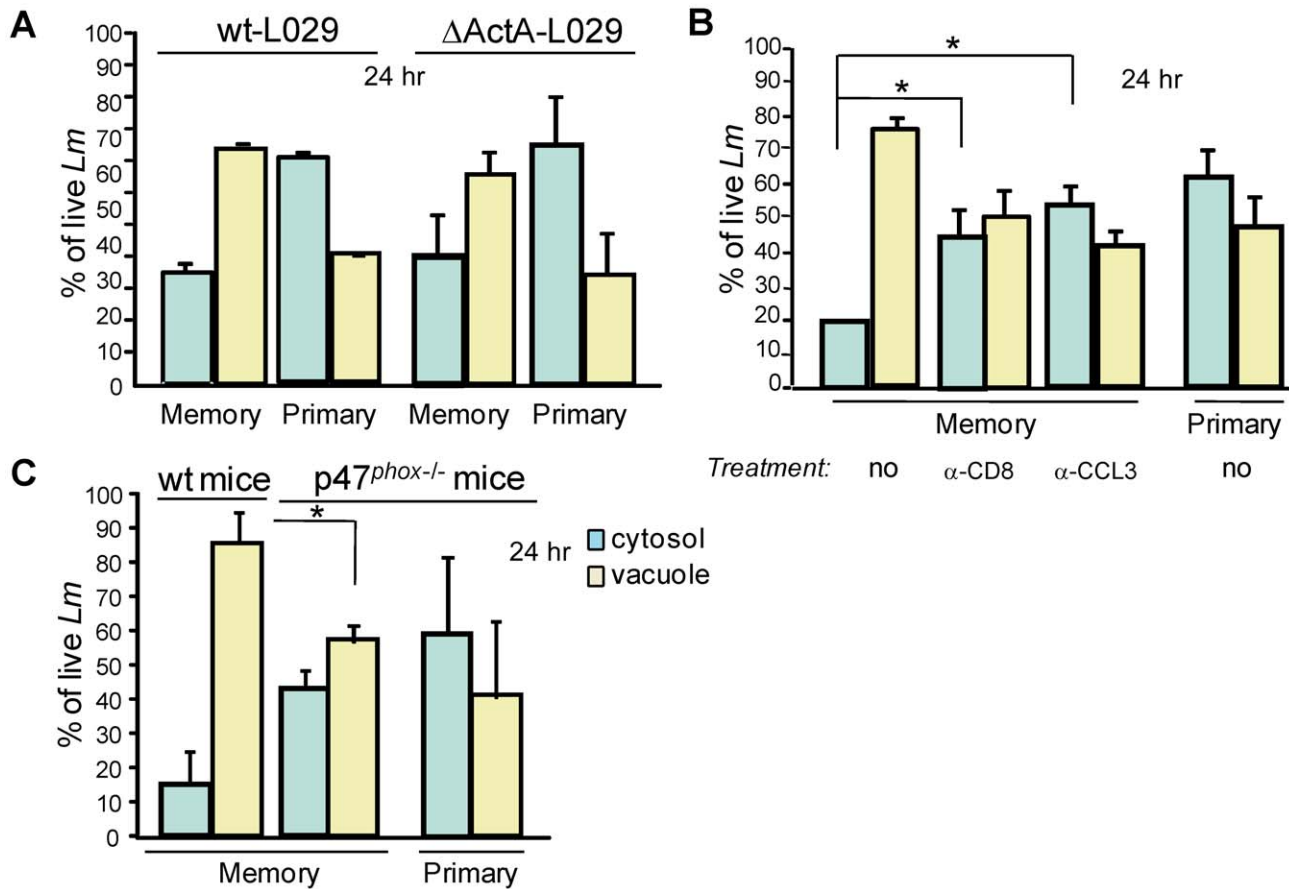 A
wt-L029 ΔActA-L029
24 hr
% of live Lm
100
90
80
70
60
50
40
30
20
10
0
Memory Primary Memory Primary
B
24 hr
* *
% of live Lm
100
90
80
70
60
50
40
30
20
10
0
Memory Primary
Treatment: no α-CD8 α-CCL3 no
C
wt mice p47phox-/- mice
*
24 hr
cytosol
vacuole
% of live Lm
100
90
80
70
60
50
40
30
20
10
0
Memory Primary